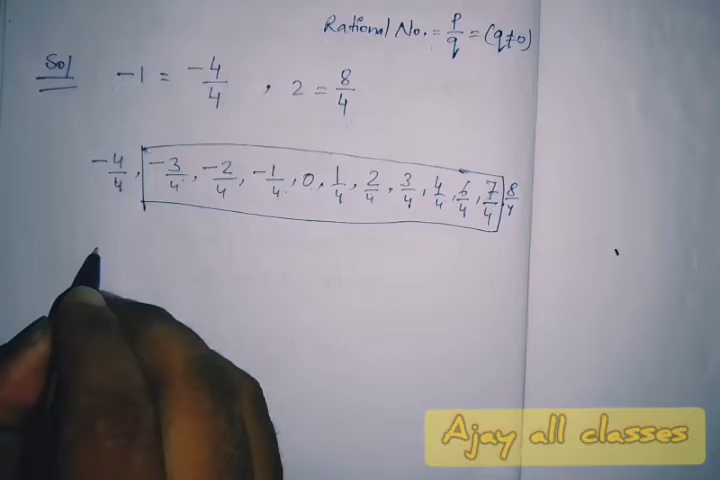 Rational No. = p/q = (q≠0)
Sol
-1 = -4/4 , 2 = 8/4
-4/4, -3/4, -2/4, -1/4, 0, 1/4, 2/4, 3/4, 4/4, 6/4, 7/4, 8/4
Ajay all classes